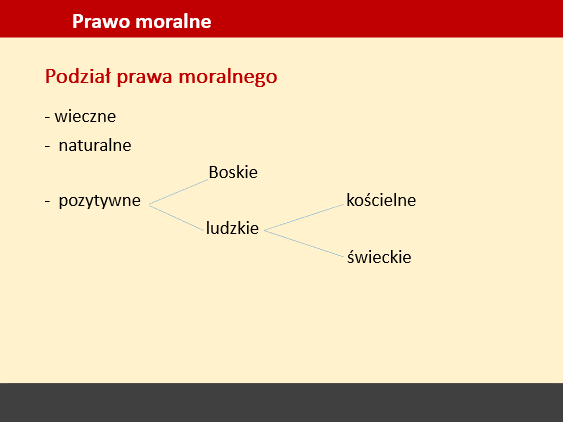 Prawo moralne
Podział prawa moralnego
- wieczne
- naturalne
Boskie
- pozytywne
kościelne
ludzkie
świeckie